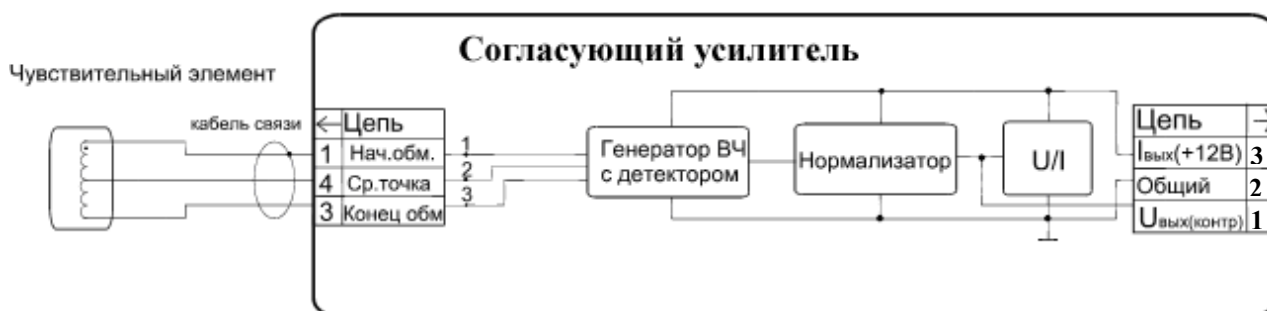 Согласующий усилитель
Чувствительный элемент
кабель связи
← Цепь
1 Нач.обм. 1
4 Ср.точка 2
3 Конец обм 3
Генератор ВЧ
с детектором
Нормализатор
U/I
Цепь →
Iвых(+12В) 3
Общий 2
Uвых(контр) 1